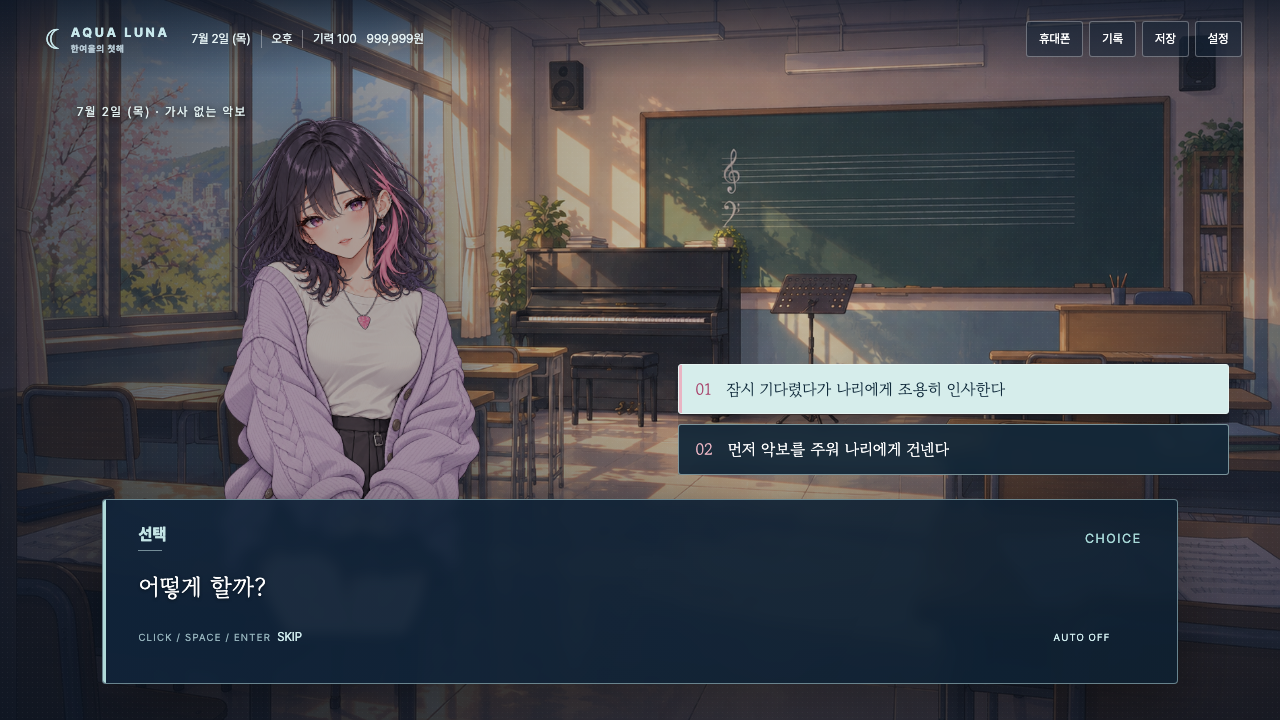 AQUA LUNA
한여울의 첫해
7월 2일 (목) 오후 기력 100 999,999원
휴대폰 기록 저장 설정
7월 2일 (목) · 가사 없는 악보
01 잠시 기다렸다가 나리에게 조용히 인사한다
02 먼저 악보를 주워 나리에게 건넨다
선택
CHOICE
어떻게 할까?
CLICK / SPACE / ENTER SKIP
AUTO OFF